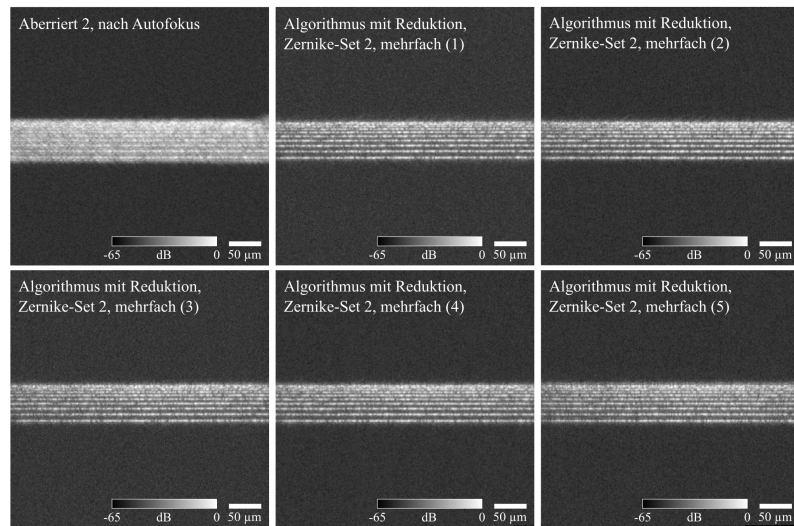 Aberriert 2, nach Autofokus
-65 dB 0 50 µm
Algorithmus mit Reduktion,
Zernike-Set 2, mehrfach (1)
-65 dB 0 50 µm
Algorithmus mit Reduktion,
Zernike-Set 2, mehrfach (2)
-65 dB 0 50 µm
Algorithmus mit Reduktion,
Zernike-Set 2, mehrfach (3)
-65 dB 0 50 µm
Algorithmus mit Reduktion,
Zernike-Set 2, mehrfach (4)
-65 dB 0 50 µm
Algorithmus mit Reduktion,
Zernike-Set 2, mehrfach (5)
-65 dB 0 50 µm